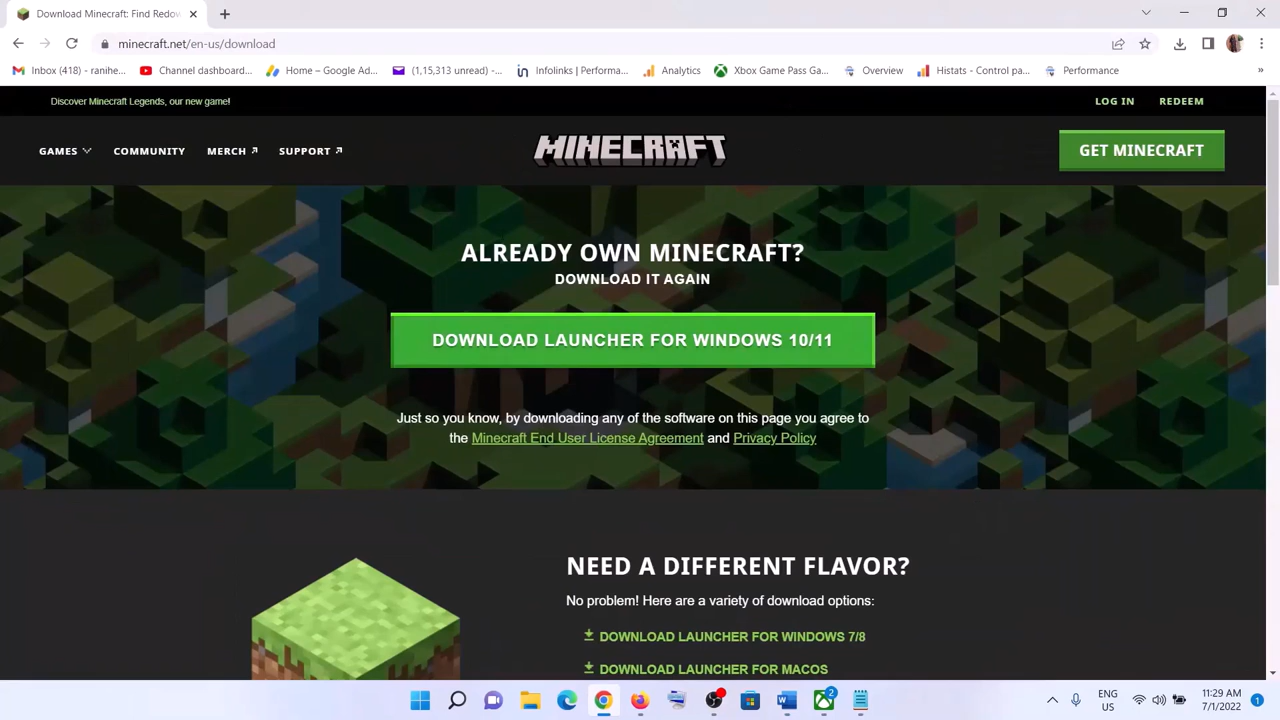 Download Minecraft: Find Redow
minecraft.net/en-us/download
Inbox (418) - ranihe...
Channel dashboard...
Home – Google Ad...
(1,15,313 unread) -...
Infolinks | Performa...
Analytics
Xbox Game Pass Ga...
Overview
Histats - Control pa...
Performance
»
Discover Minecraft Legends, our new game!
LOG IN
REDEEM
GAMES
COMMUNITY
MERCH
SUPPORT
MINECRAFT
GET MINECRAFT
ALREADY OWN MINECRAFT?
DOWNLOAD IT AGAIN
DOWNLOAD LAUNCHER FOR WINDOWS 10/11
Just so you know, by downloading any of the software on this page you agree to
the Minecraft End User License Agreement and Privacy Policy
NEED A DIFFERENT FLAVOR?
No problem! Here are a variety of download options:
DOWNLOAD LAUNCHER FOR WINDOWS 7/8
DOWNLOAD LAUNCHER FOR MACOS
2
ENG
US
11:29 AM
7/1/2022
1